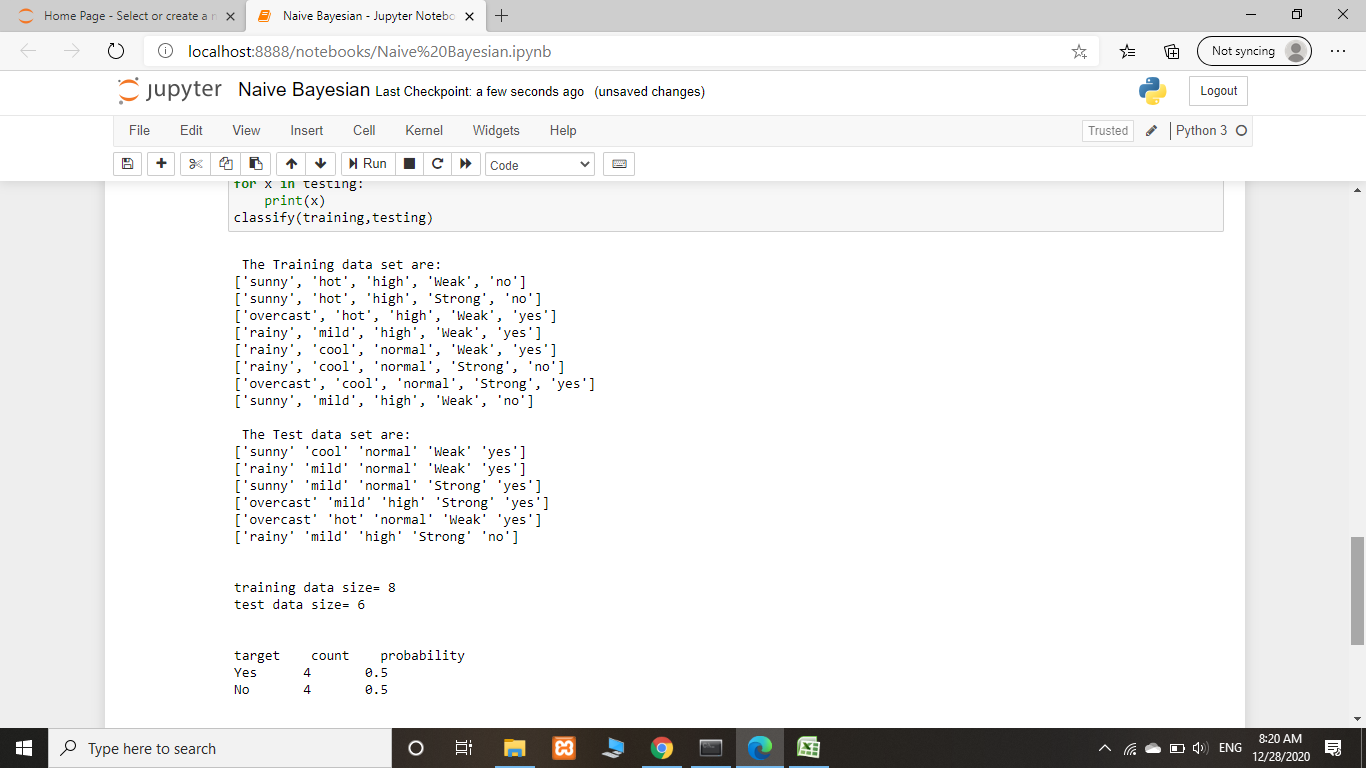 Home Page - Select or create a n
Naive Bayesian - Jupyter Notebo
localhost:8888/notebooks/Naive%20Bayesian.ipynb
Not syncing
jupyter Naive Bayesian Last Checkpoint: a few seconds ago (unsaved changes)
Logout
File Edit View Insert Cell Kernel Widgets Help
Trusted
Python 3
Run
Code
for x in testing:
    print(x)
classify(training,testing)
The Training data set are:
['sunny', 'hot', 'high', 'Weak', 'no']
['sunny', 'hot', 'high', 'Strong', 'no']
['overcast', 'hot', 'high', 'Weak', 'yes']
['rainy', 'mild', 'high', 'Weak', 'yes']
['rainy', 'cool', 'normal', 'Weak', 'yes']
['rainy', 'cool', 'normal', 'Strong', 'no']
['overcast', 'cool', 'normal', 'Strong', 'yes']
['sunny', 'mild', 'high', 'Weak', 'no']
The Test data set are:
['sunny' 'cool' 'normal' 'Weak' 'yes']
['rainy' 'mild' 'normal' 'Weak' 'yes']
['sunny' 'mild' 'normal' 'Strong' 'yes']
['overcast' 'mild' 'high' 'Strong' 'yes']
['overcast' 'hot' 'normal' 'Weak' 'yes']
['rainy' 'mild' 'high' 'Strong' 'no']
training data size= 8
test data size= 6
target count probability
Yes 4 0.5
No 4 0.5
Type here to search
ENG
8:20 AM
12/28/2020